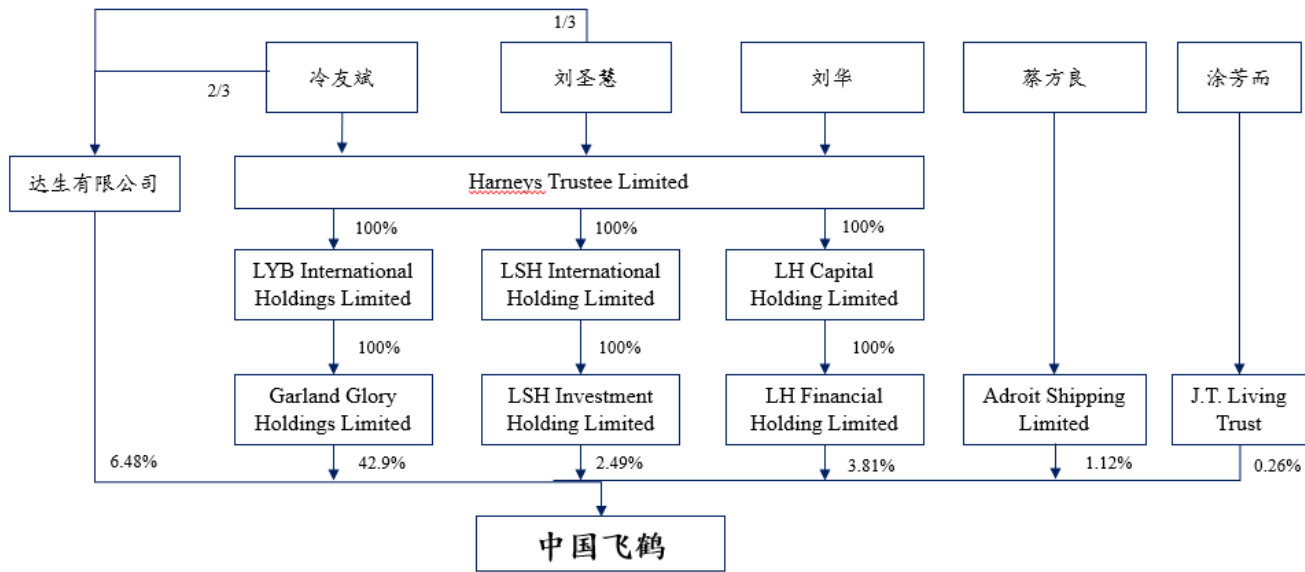 1/3
冷友斌
刘圣慧
刘华
蔡方良
涂芳而
2/3
达生有限公司
Harneys Trustee Limited
100%
100%
100%
LYB International
Holdings Limited
LSH International
Holding Limited
LH Capital
Holding Limited
100%
100%
100%
Garland Glory
Holdings Limited
LSH Investment
Holding Limited
LH Financial
Holding Limited
Adroit Shipping
Limited
J.T. Living
Trust
6.48%
42.9%
2.49%
3.81%
1.12%
0.26%
中国飞鹤